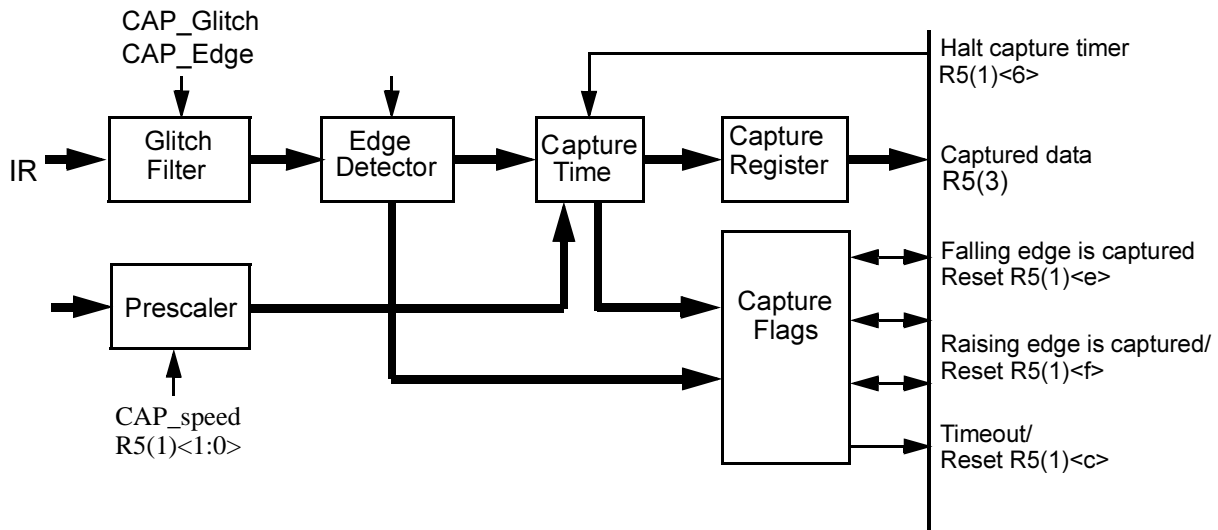 CAP_Glitch
CAP_Edge
Halt capture timer
R5(1)<6>
IR
Glitch
Filter
Edge
Detector
Capture
Time
Capture
Register
Captured data
R5(3)
Prescaler
Capture
Flags
Falling edge is captured
Reset R5(1)<e>
Raising edge is captured/
Reset R5(1)<f>
CAP_speed
R5(1)<1:0>
Timeout/
Reset R5(1)<c>